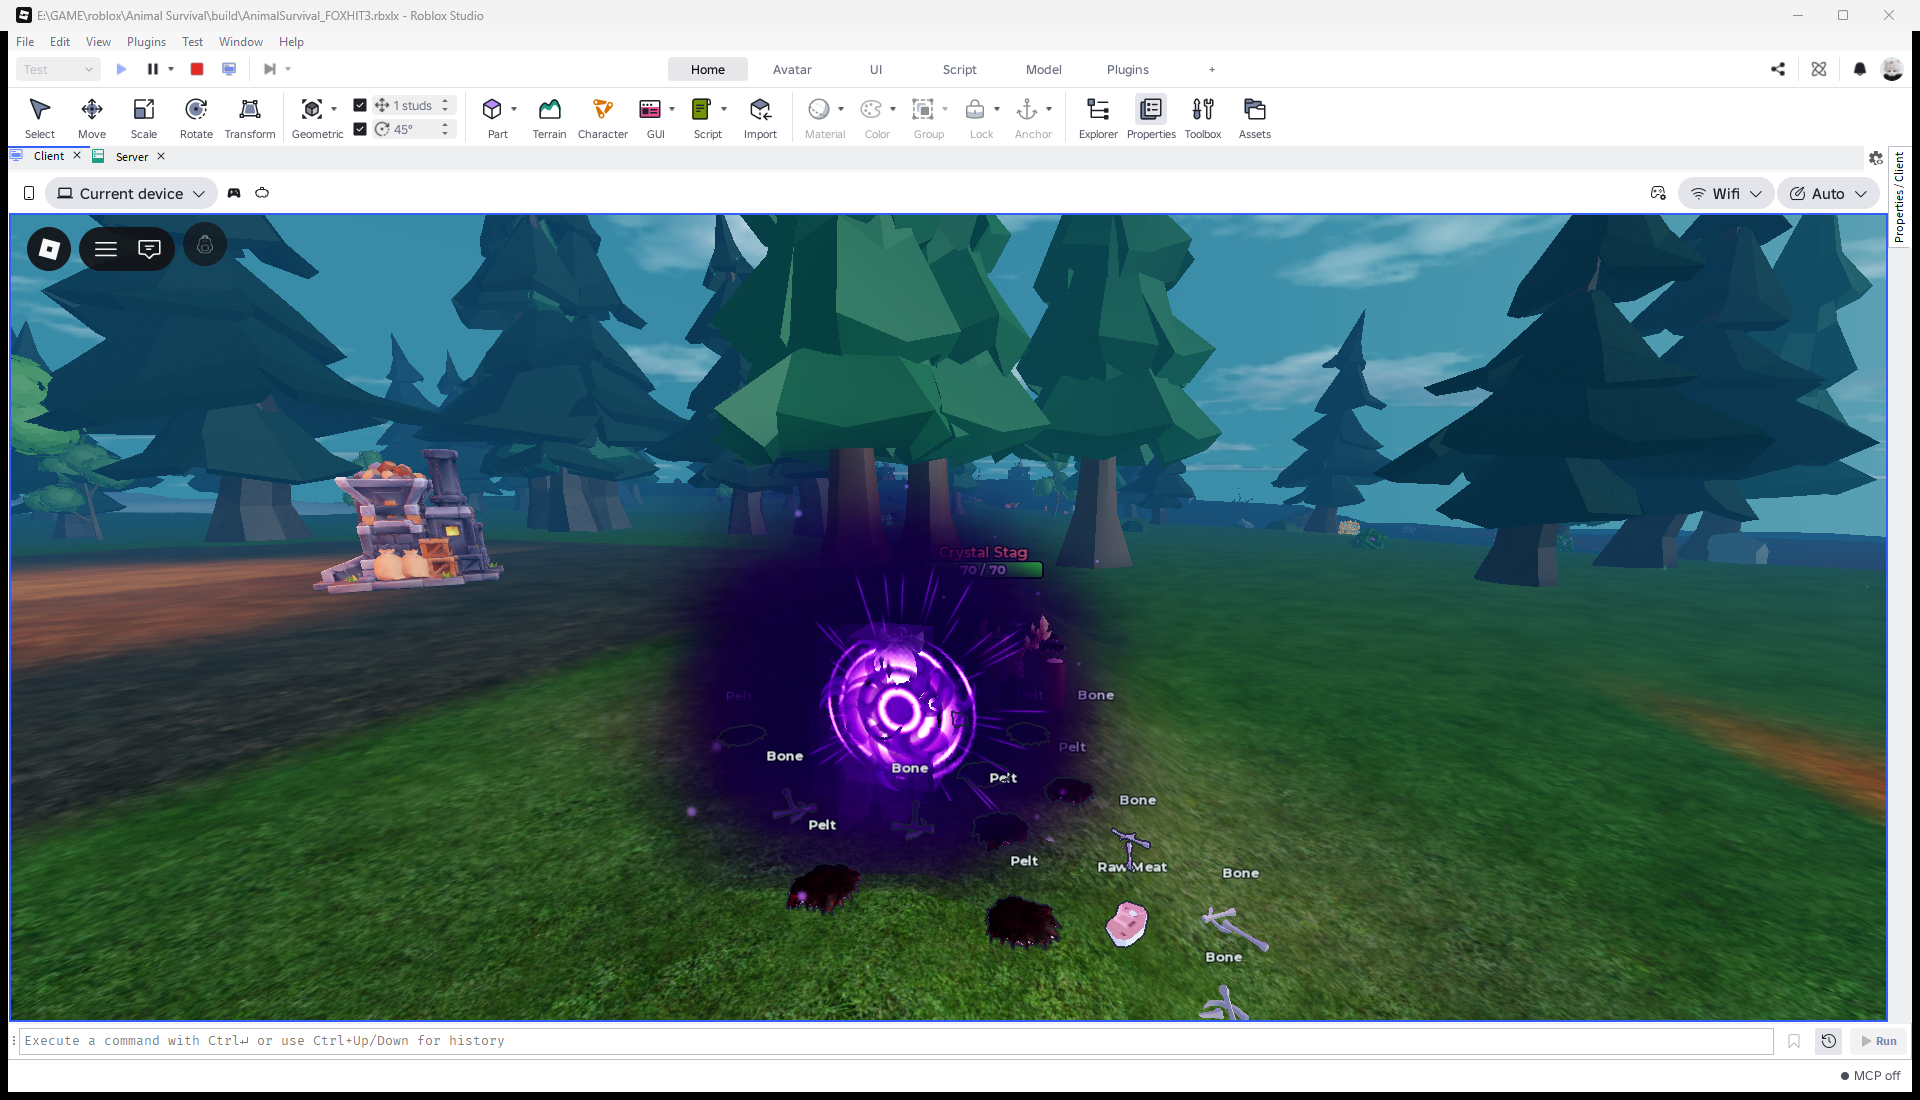 E:\GAME\roblox\Animal Survival\build\AnimalSurvival_FOXHIT3.rbxlx - Roblox Studio
File Edit View Plugins Test Window Help
Test
Home Avatar UI Script Model Plugins +
Select Move Scale Rotate Transform Geometric 1 studs 45° Part Terrain Character GUI Script Import Material Color Group Lock Anchor Explorer Properties Toolbox Assets
Client Server
Properties / Client
Current device
Wifi
Auto
Crystal Stag
70 / 70
Pelt
Pelt
Bone
Pelt
Bone
Bone
Pelt
Bone
Pelt
Pelt
Raw Meat
Bone
Bone
Execute a command with Ctrl↵ or use Ctrl+Up/Down for history
Run
MCP off